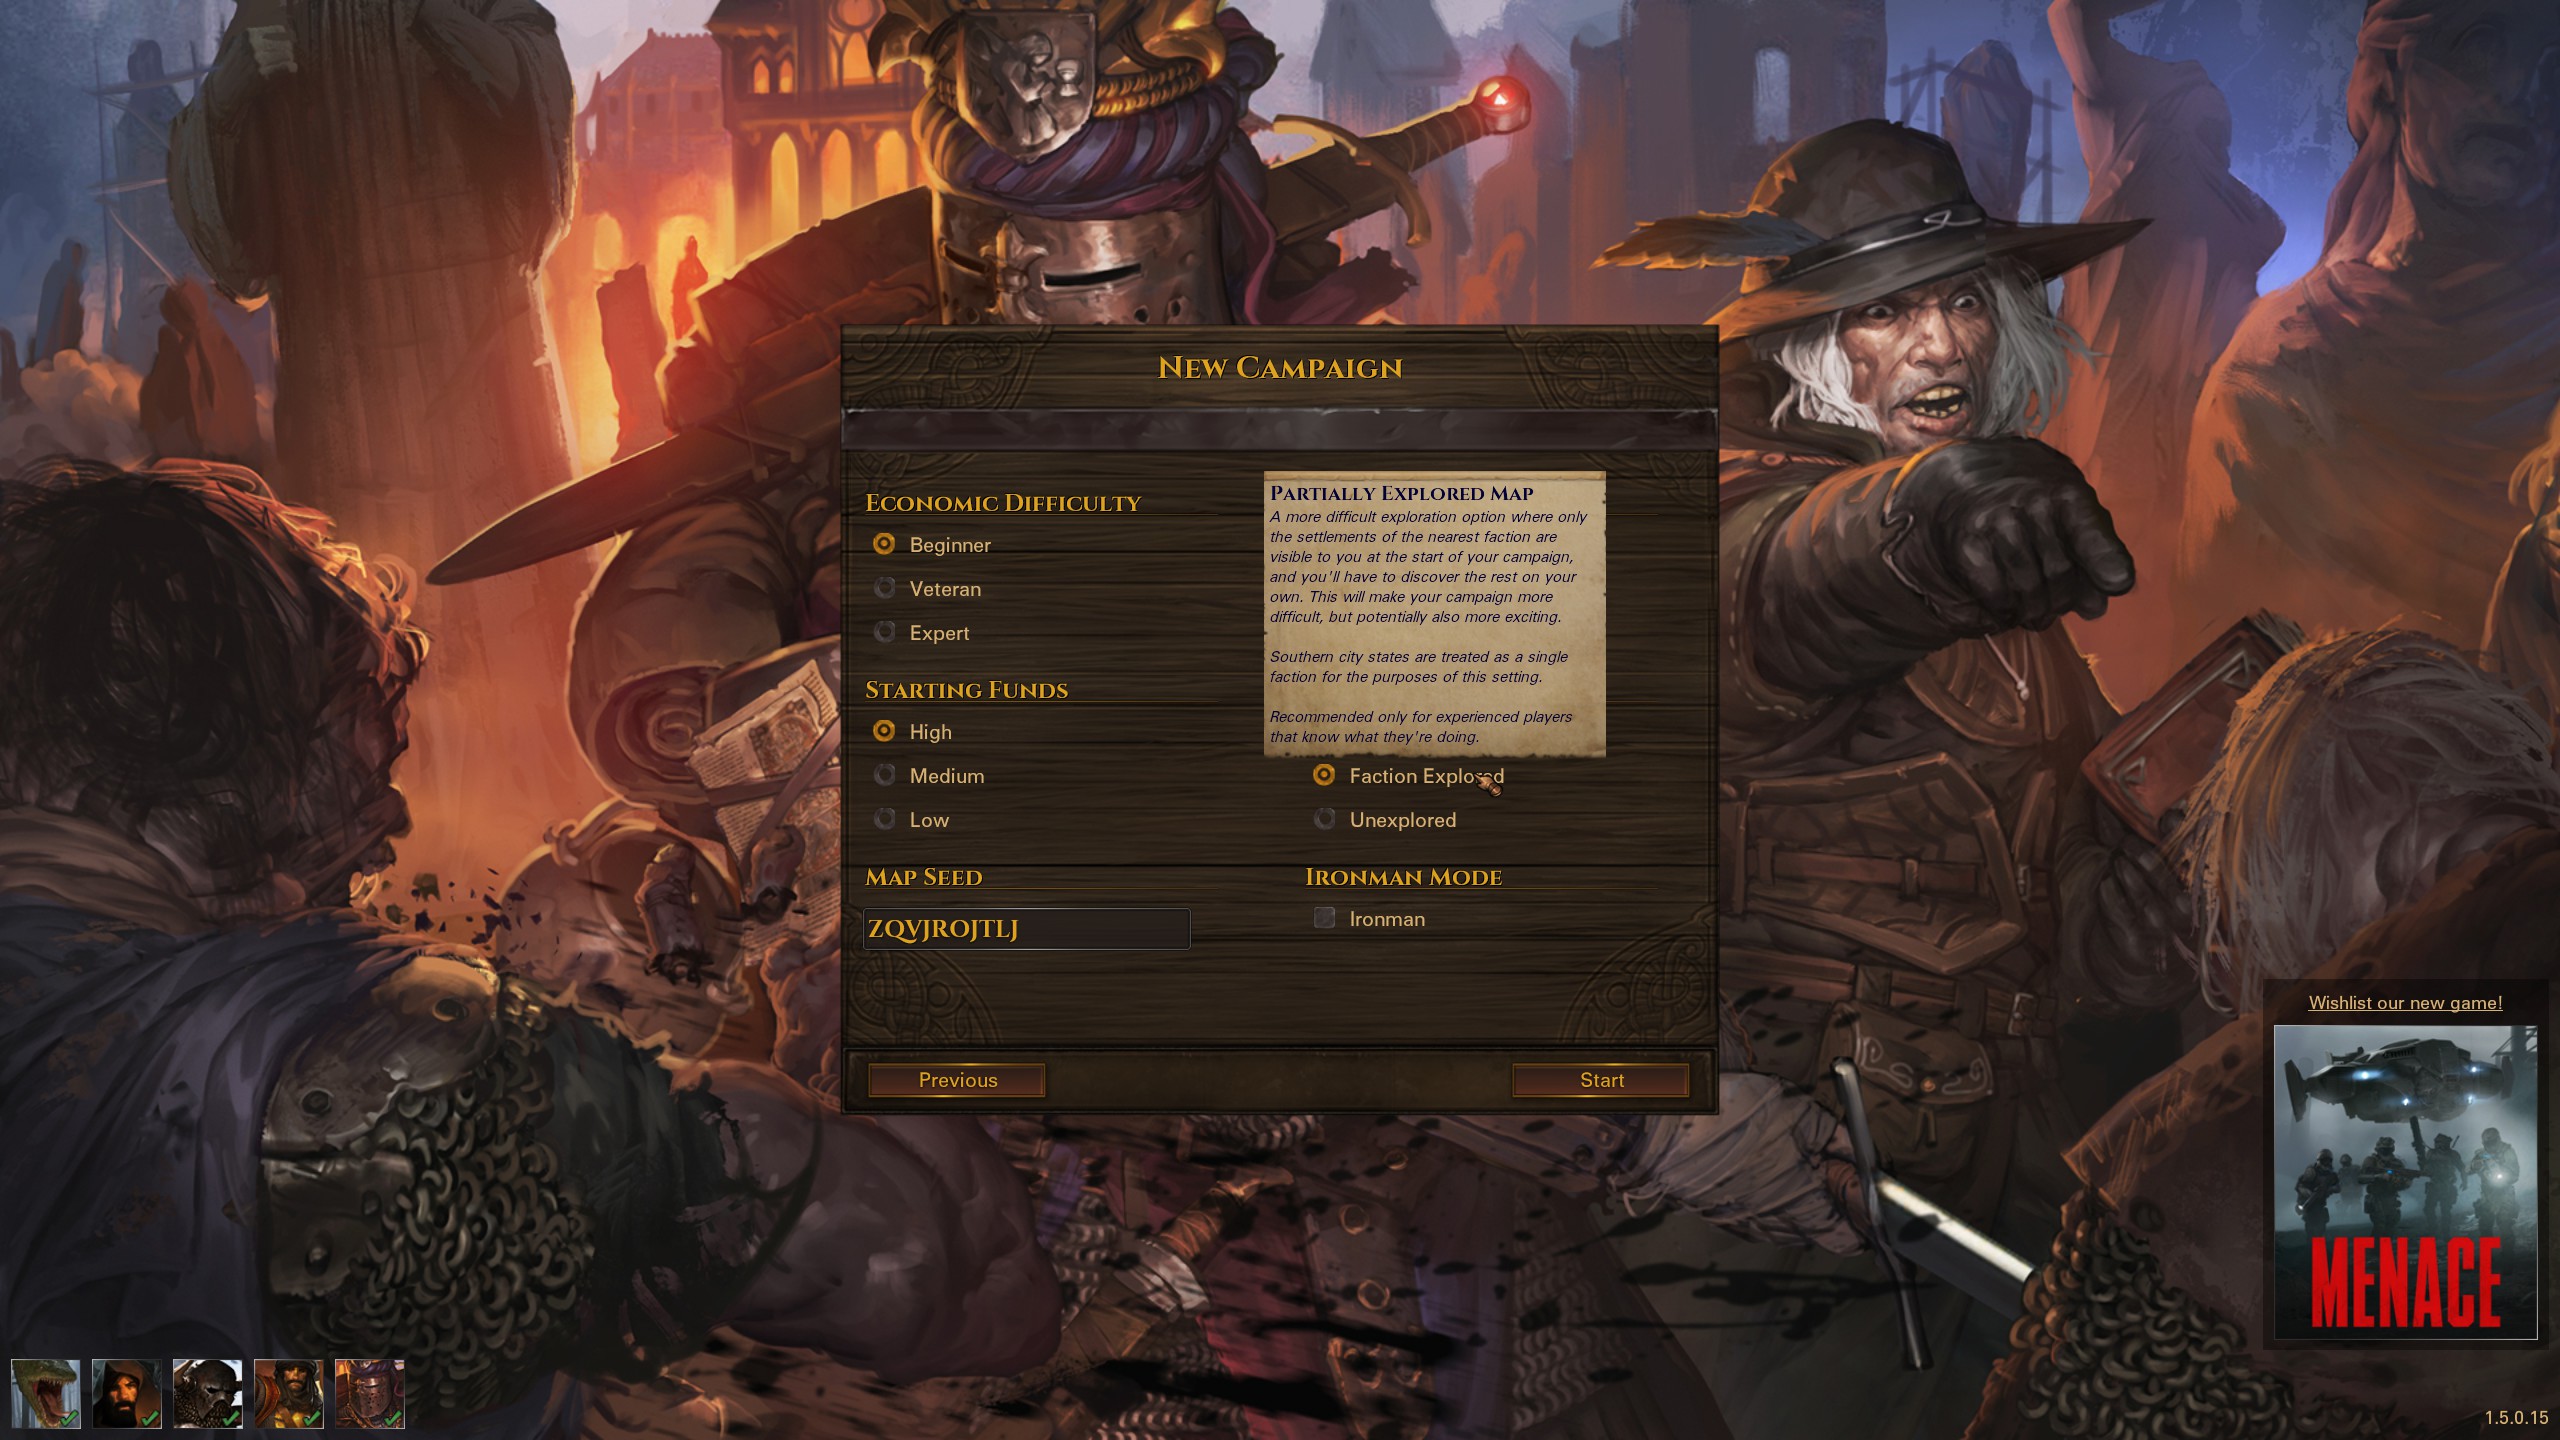 New Campaign
Economic Difficulty
Beginner
Veteran
Expert
Starting Funds
High
Medium
Low
Map Seed
ZQVJROJTLJ
Partially Explored Map
A more difficult exploration option where only
the settlements of the nearest faction are
visible to you at the start of your campaign,
and you'll have to discover the rest on your
own. This will make your campaign more
difficult, but potentially also more exciting.
Southern city states are treated as a single
faction for the purposes of this setting.
Recommended only for experienced players
that know what they're doing.
Faction Explored
Unexplored
Ironman Mode
Ironman
Previous
Start
Wishlist our new game!
MENACE
1.5.0.15